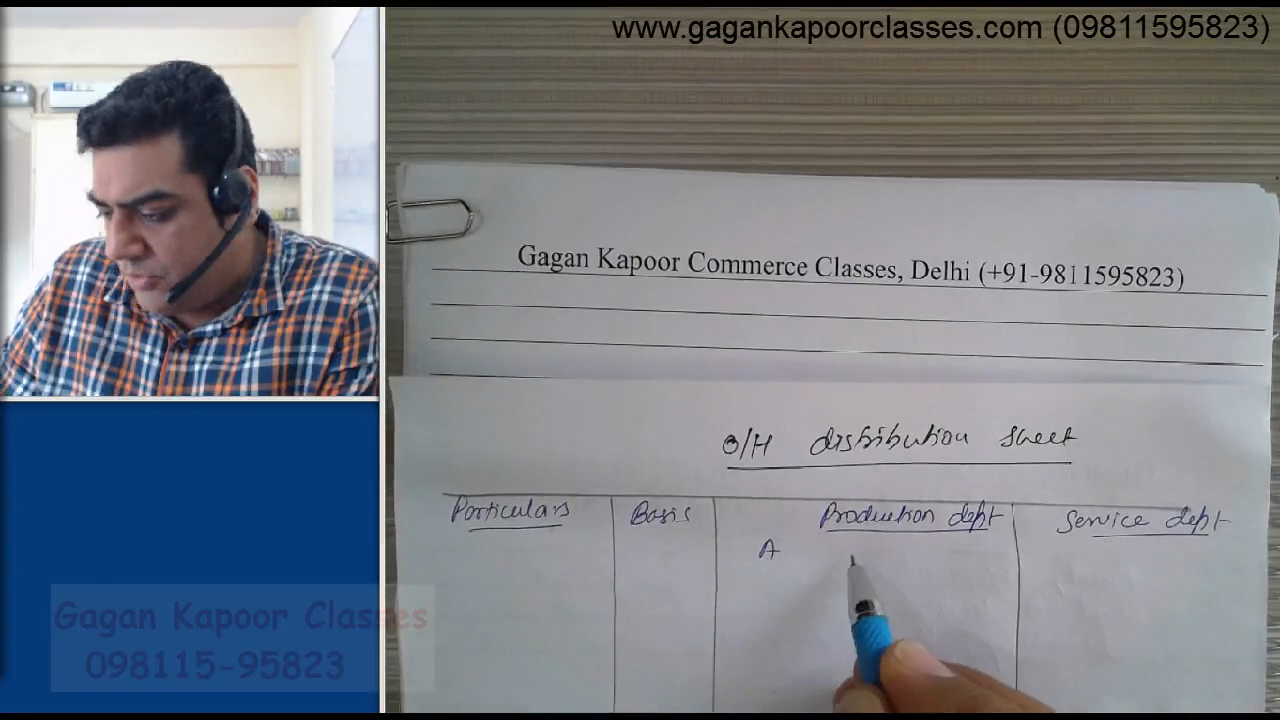 www.gagankapoorclasses.com (09811595823)
Gagan Kapoor Commerce Classes, Delhi (+91-9811595823)
O/H distribution sheet
Particulars Basis Production dept Service dept
A
Gagan Kapoor Classes
098115-95823